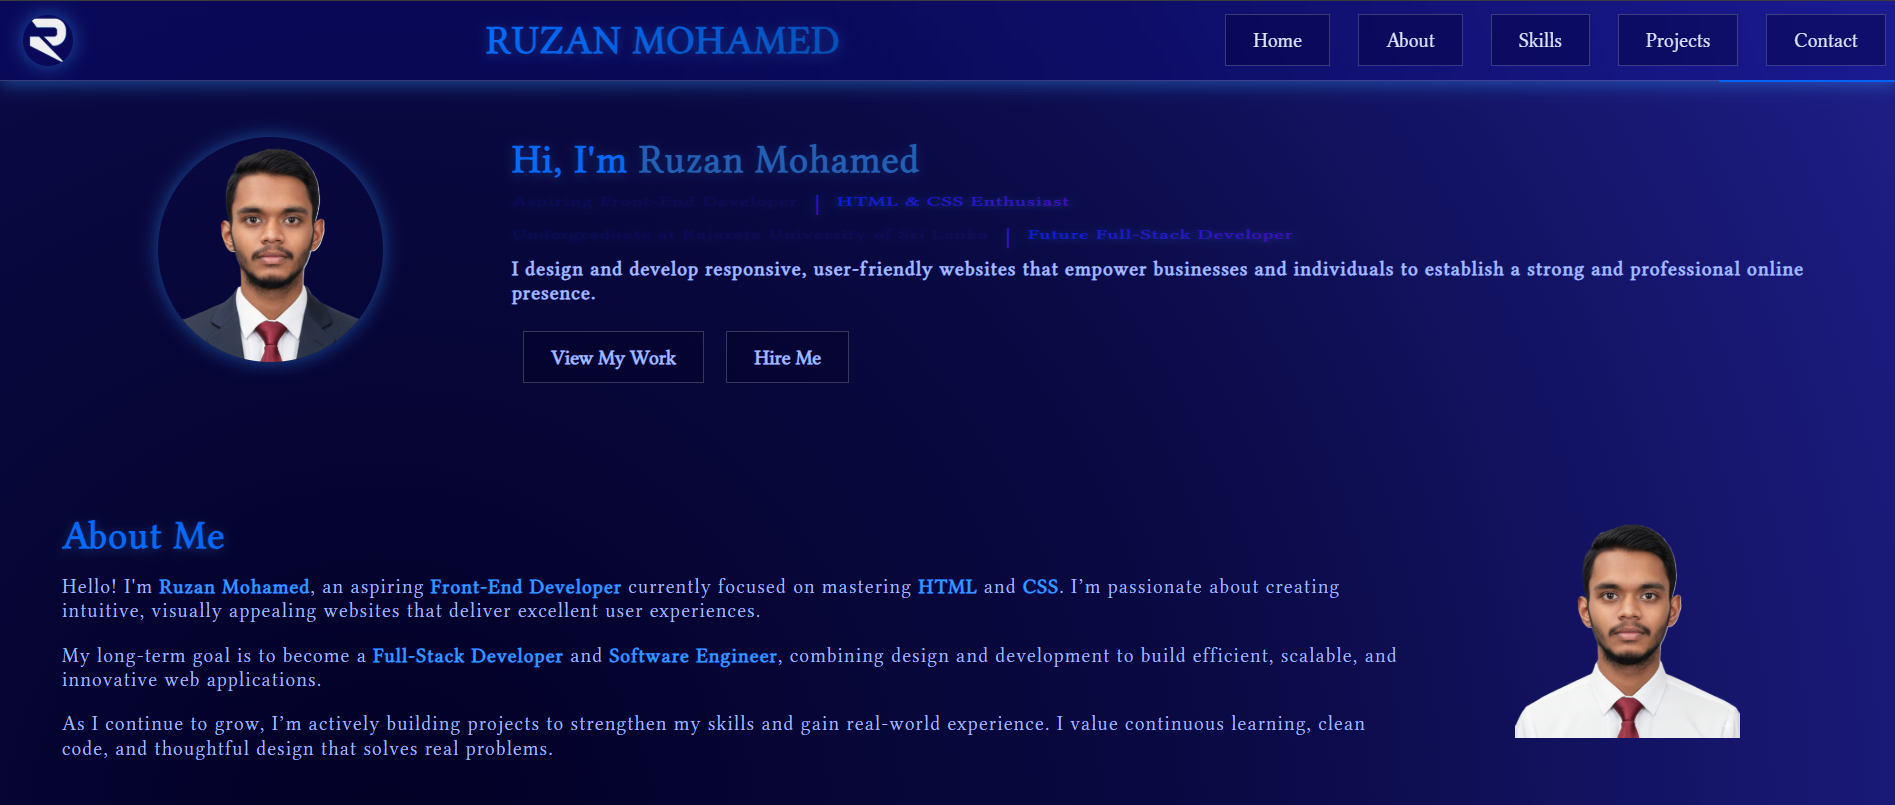 RUZAN MOHAMED
Home
About
Skills
Projects
Contact
Hi, I'm Ruzan Mohamed
Aspiring Front-End Developer | HTML & CSS Enthusiast
Undergraduate at Rajarata University of Sri Lanka | Future Full-Stack Developer
I design and develop responsive, user-friendly websites that empower businesses and individuals to establish a strong and professional online
presence.
View My Work
Hire Me
About Me
Hello! I'm Ruzan Mohamed, an aspiring Front-End Developer currently focused on mastering HTML and CSS. I’m passionate about creating
intuitive, visually appealing websites that deliver excellent user experiences.
My long-term goal is to become a Full-Stack Developer and Software Engineer, combining design and development to build efficient, scalable, and
innovative web applications.
As I continue to grow, I’m actively building projects to strengthen my skills and gain real-world experience. I value continuous learning, clean
code, and thoughtful design that solves real problems.